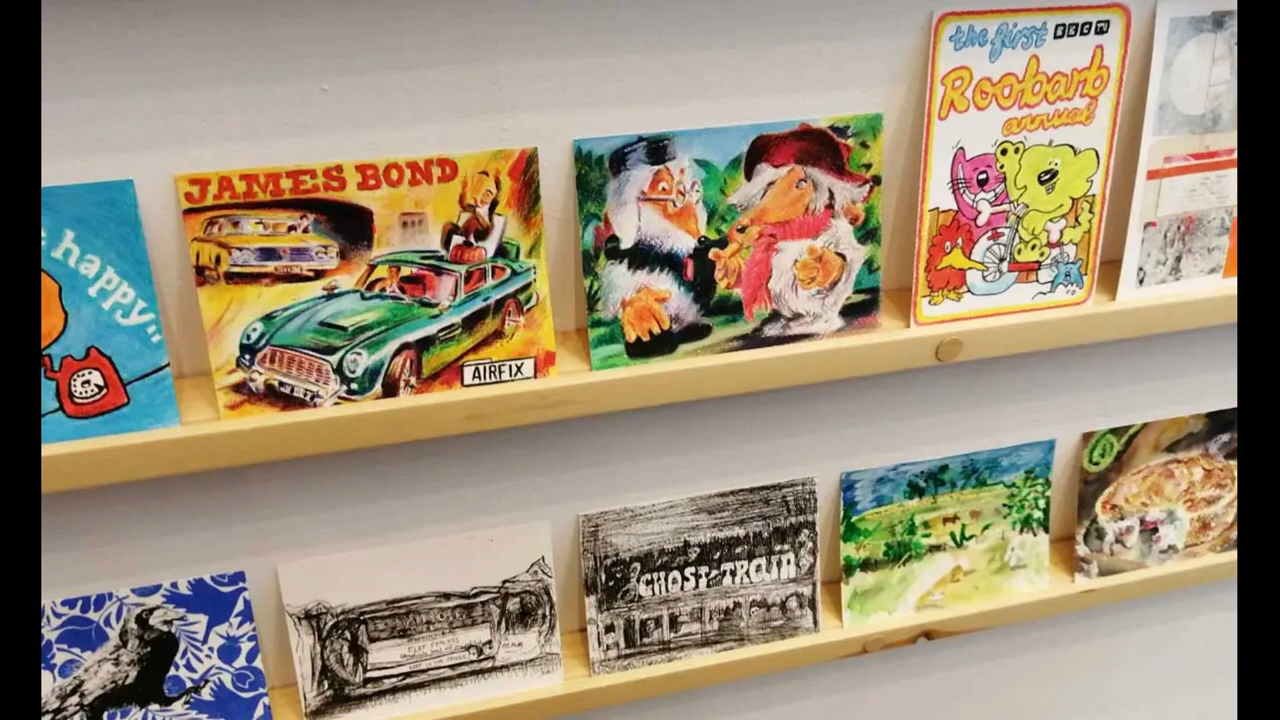 happy"
JAMES BOND
AIRFIX
the first BBC TV
Roobarb
annual
GHOST TRAIN